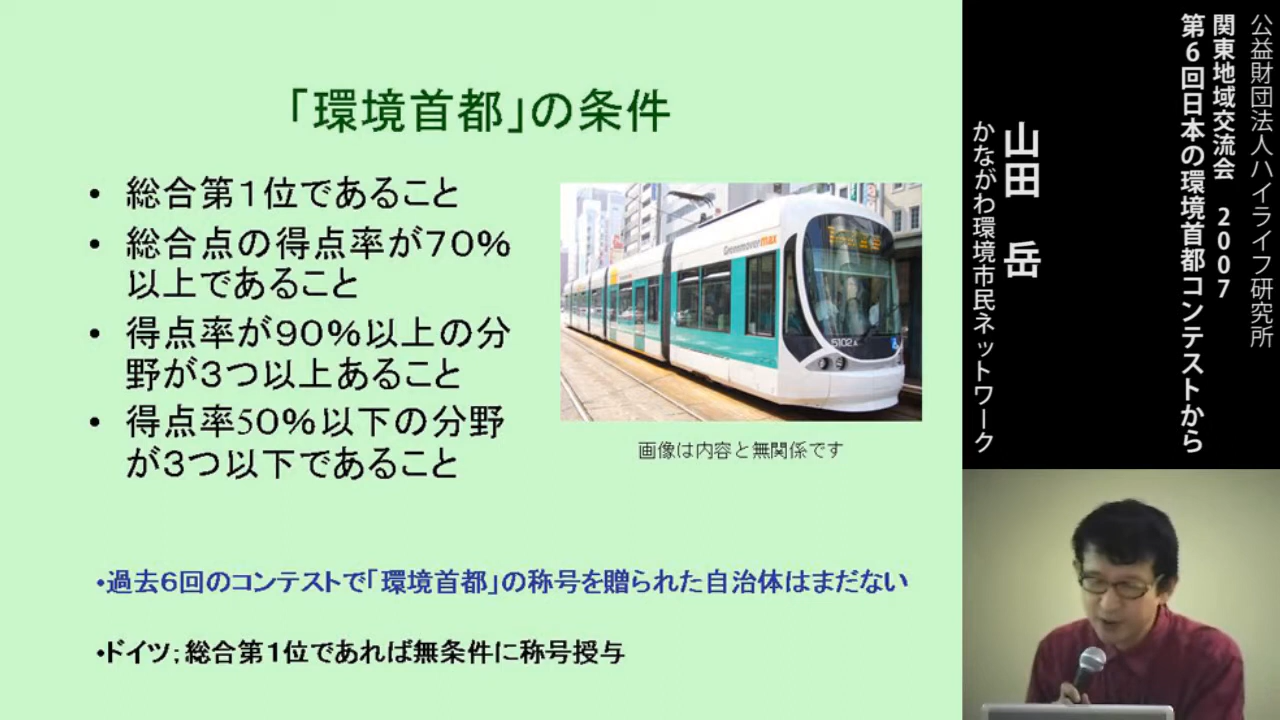 「環境首都」の条件
• 総合第１位であること
• 総合点の得点率が70%
以上であること
• 得点率が90%以上の分
野が3つ以上あること
• 得点率50%以下の分野
が3つ以下であること
Greenmover max
5102A
画像は内容と無関係です
•過去6回のコンテストで「環境首都」の称号を贈られた自治体はまだない
•ドイツ；総合第1位であれば無条件に称号授与
公益財団法人ハイライフ研究所
関東地域交流会 2007
第6回日本の環境首都コンテストから
山田 岳
かながわ環境市民ネットワーク